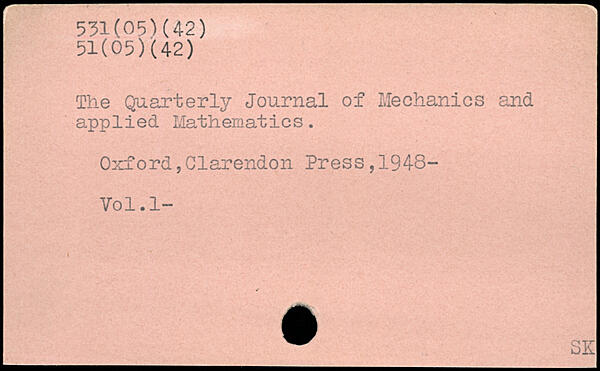 531(05)(42)
51(05)(42)
The Quarterly Journal of Mechanics and
applied Mathematics.
Oxford,Clarendon Press,1948-
Vol.1-
SK